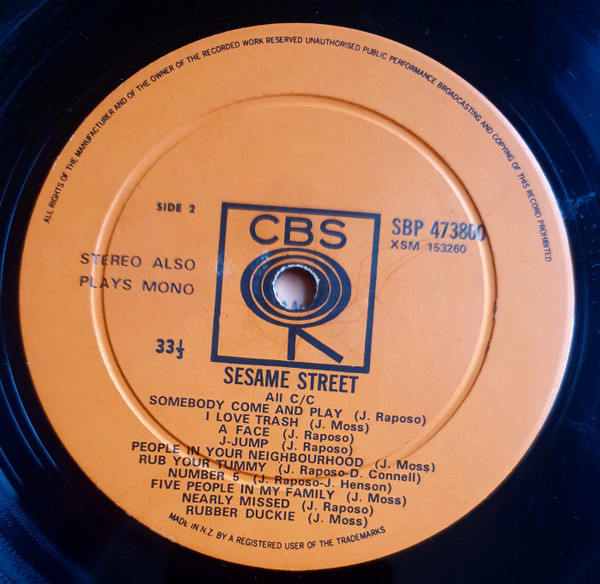 ALL RIGHTS OF THE MANUFACTURER AND OF THE OWNER OF THE RECORDED WORK RESERVED UNAUTHORISED PUBLIC PERFORMANCE BROADCASTING AND COPYING OF THIS RECORD PROHIBITED
SIDE 2
CBS
SBP 473800
XSM 153260
STEREO ALSO
PLAYS MONO
33⅓
SESAME STREET
All C/C
SOMEBODY COME AND PLAY (J. Raposo)
I LOVE TRASH (J. Moss)
A FACE (J. Raposo)
J-JUMP (J. Raposo)
PEOPLE IN YOUR NEIGHBOURHOOD (J. Moss)
RUB YOUR TUMMY (J. Raposo-D. Connell)
NUMBER 5 (J. Raposo-J. Henson)
FIVE PEOPLE IN MY FAMILY (J. Moss)
NEARLY MISSED (J. Raposo)
RUBBER DUCKIE (J. Moss)
MADE IN N.Z. BY A REGISTERED USER OF THE TRADEMARKS